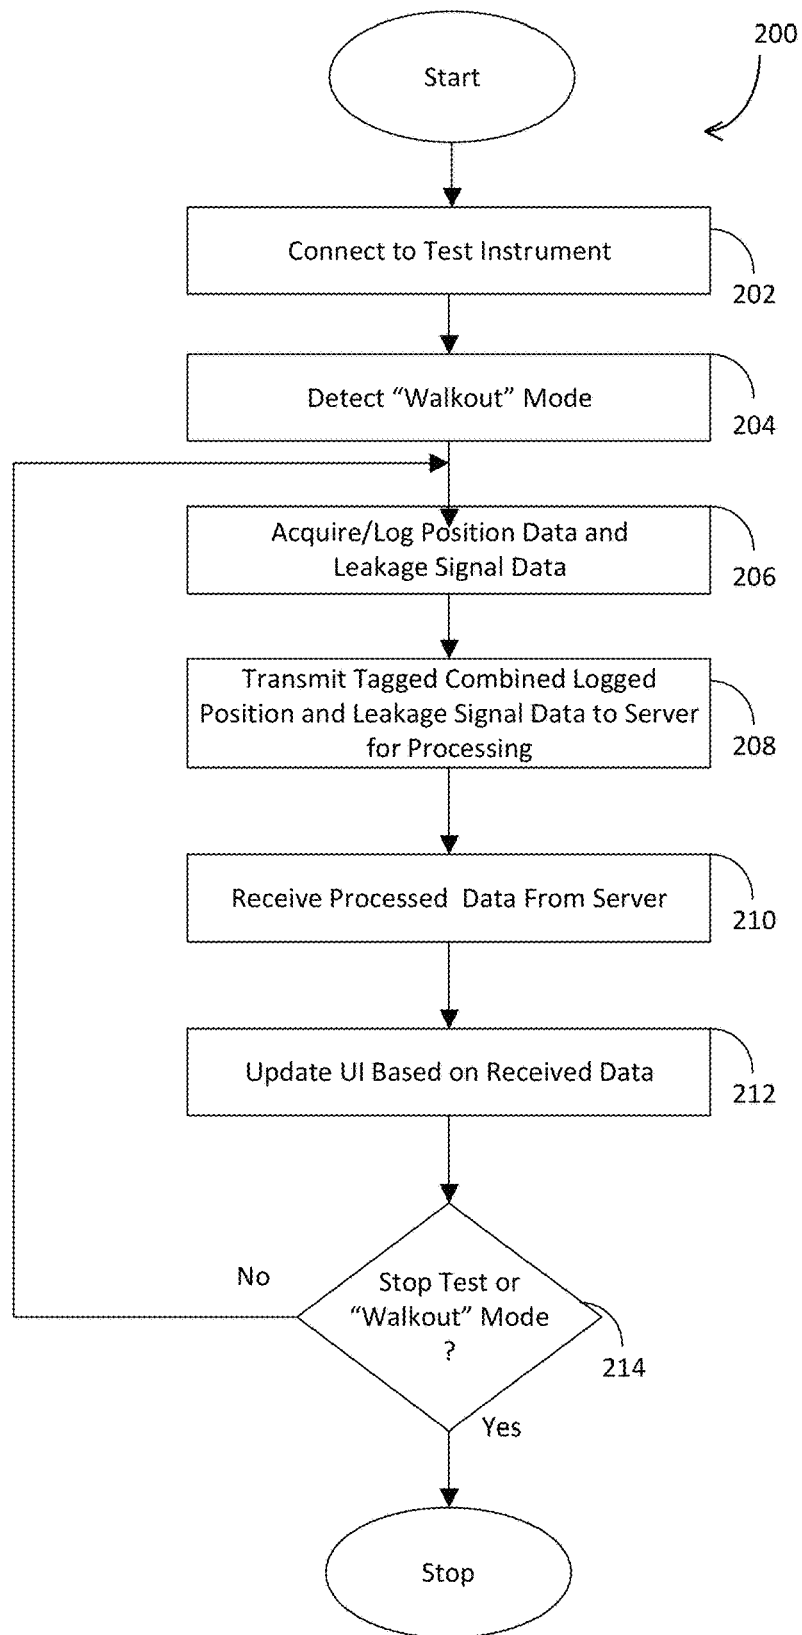 200
Start
Connect to Test Instrument
202
Detect “Walkout” Mode
204
Acquire/Log Position Data and
Leakage Signal Data
206
Transmit Tagged Combined Logged
Position and Leakage Signal Data to Server
for Processing
208
Receive Processed Data From Server
210
Update UI Based on Received Data
212
No
Stop Test or
“Walkout” Mode
?
214
Yes
Stop